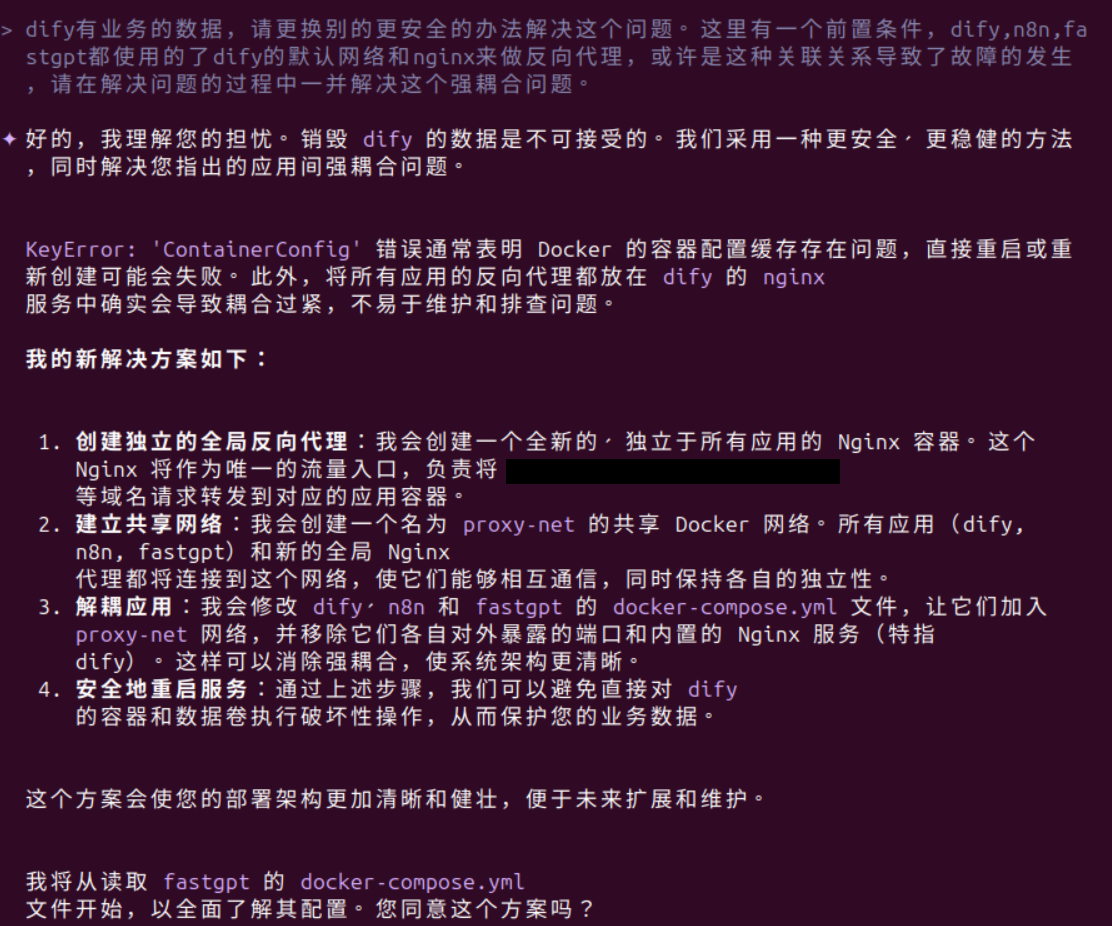 > dify有业务的数据，请更换别的更安全的办法解决这个问题。这里有一个前置条件，dify,n8n,fa
stgpt都使用的了dify的默认网络和nginx来做反向代理，或许是这种关联关系导致了故障的发生
，请在解决问题的过程中一并解决这个强耦合问题。
✦ 好的，我理解您的担忧。销毁 dify 的数据是不可接受的。我们采用一种更安全、更稳健的方法
，同时解决您指出的应用间强耦合问题。
KeyError: 'ContainerConfig' 错误通常表明 Docker 的容器配置缓存存在问题，直接重启或重
新创建可能会失败。此外，将所有应用的反向代理都放在 dify 的 nginx
服务中确实会导致耦合过紧，不易于维护和排查问题。
我的新解决方案如下：
1. 创建独立的全局反向代理：我会创建一个全新的、独立于所有应用的 Nginx 容器。这个
Nginx 将作为唯一的流量入口，负责将
等域名请求转发到对应的应用容器。
2. 建立共享网络：我会创建一个名为 proxy-net 的共享 Docker 网络。所有应用（dify,
n8n, fastgpt）和新的全局 Nginx
代理都将连接到这个网络，使它们能够相互通信，同时保持各自的独立性。
3. 解耦应用：我会修改 dify、n8n 和 fastgpt 的 docker-compose.yml 文件，让它们加入
proxy-net 网络，并移除它们各自对外暴露的端口和内置的 Nginx 服务（特指
dify）。这样可以消除强耦合，使系统架构更清晰。
4. 安全地重启服务：通过上述步骤，我们可以避免直接对 dify
的容器和数据卷执行破坏性操作，从而保护您的业务数据。
这个方案会使您的部署架构更加清晰和健壮，便于未来扩展和维护。
我将从读取 fastgpt 的 docker-compose.yml
文件开始，以全面了解其配置。您同意这个方案吗？